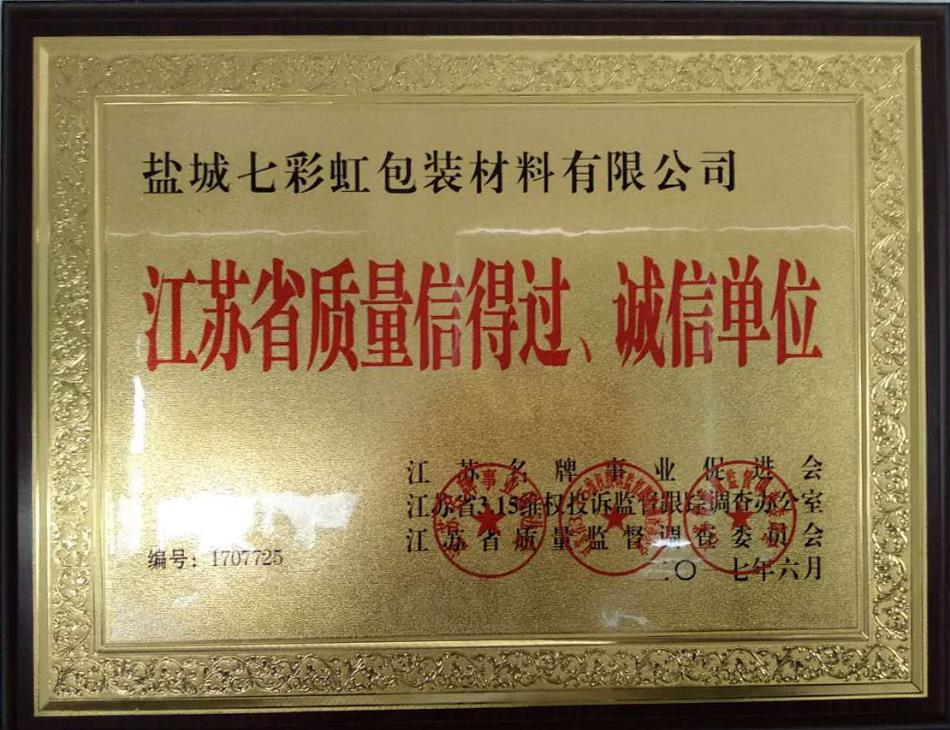 盐城七彩虹包装材料有限公司
江苏省质量信得过、诚信单位
江苏名牌事业促进会
江苏省3.15维权投诉监督跟踪调查办公室
江苏省质量监督调查委员会
编号：1707725
二〇一七年六月